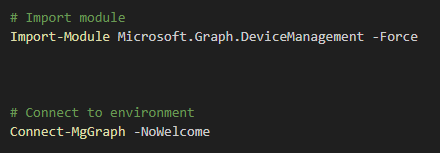 # Import module
Import-Module Microsoft.Graph.DeviceManagement -Force
# Connect to environment
Connect-MgGraph -NoWelcome